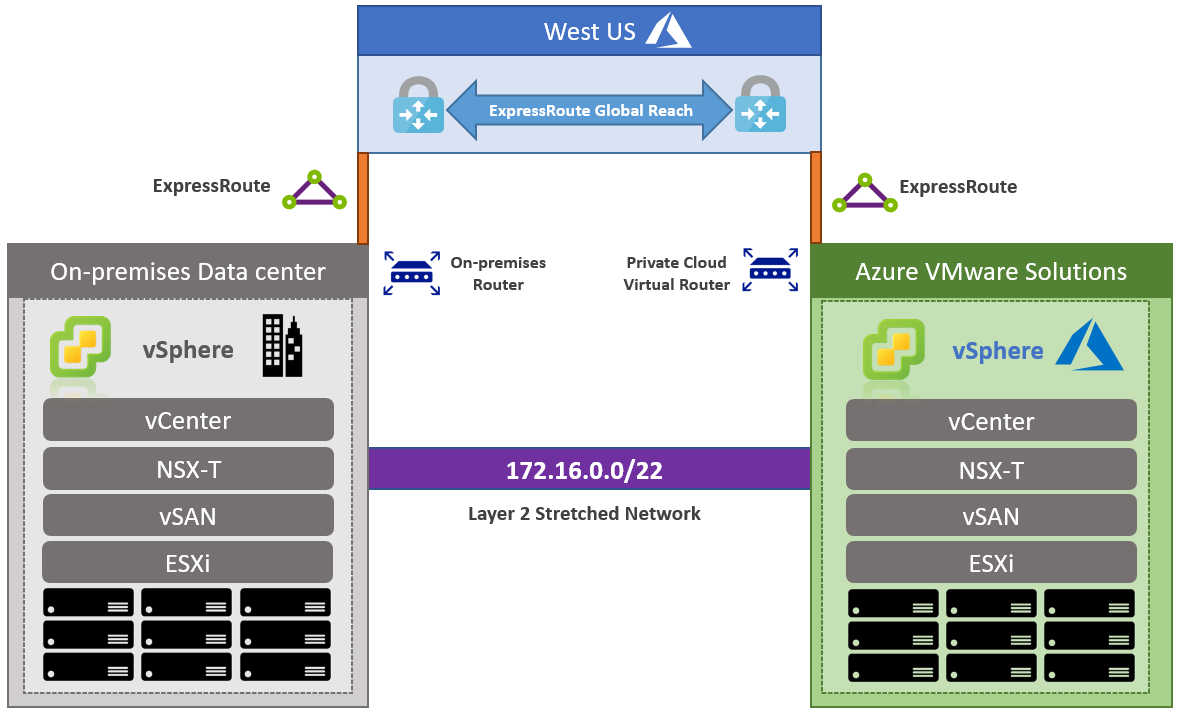 West US
ExpressRoute Global Reach
ExpressRoute
ExpressRoute
On-premises Data center
On-premises
Router
Private Cloud
Virtual Router
Azure VMware Solutions
vSphere
vCenter
NSX-T
vSAN
ESXi
172.16.0.0/22
Layer 2 Stretched Network
vSphere
vCenter
NSX-T
vSAN
ESXi